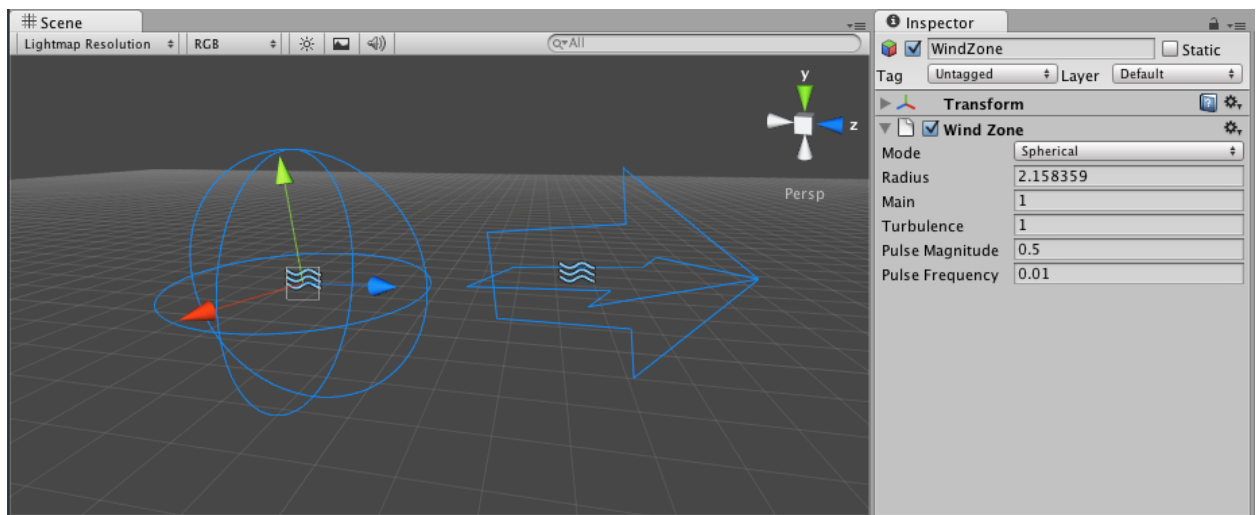 Scene
Lightmap Resolution RGB All
y
z
Persp
Inspector
WindZone Static
Tag Untagged Layer Default
Transform
Wind Zone
Mode Spherical
Radius 2.158359
Main 1
Turbulence 1
Pulse Magnitude 0.5
Pulse Frequency 0.01